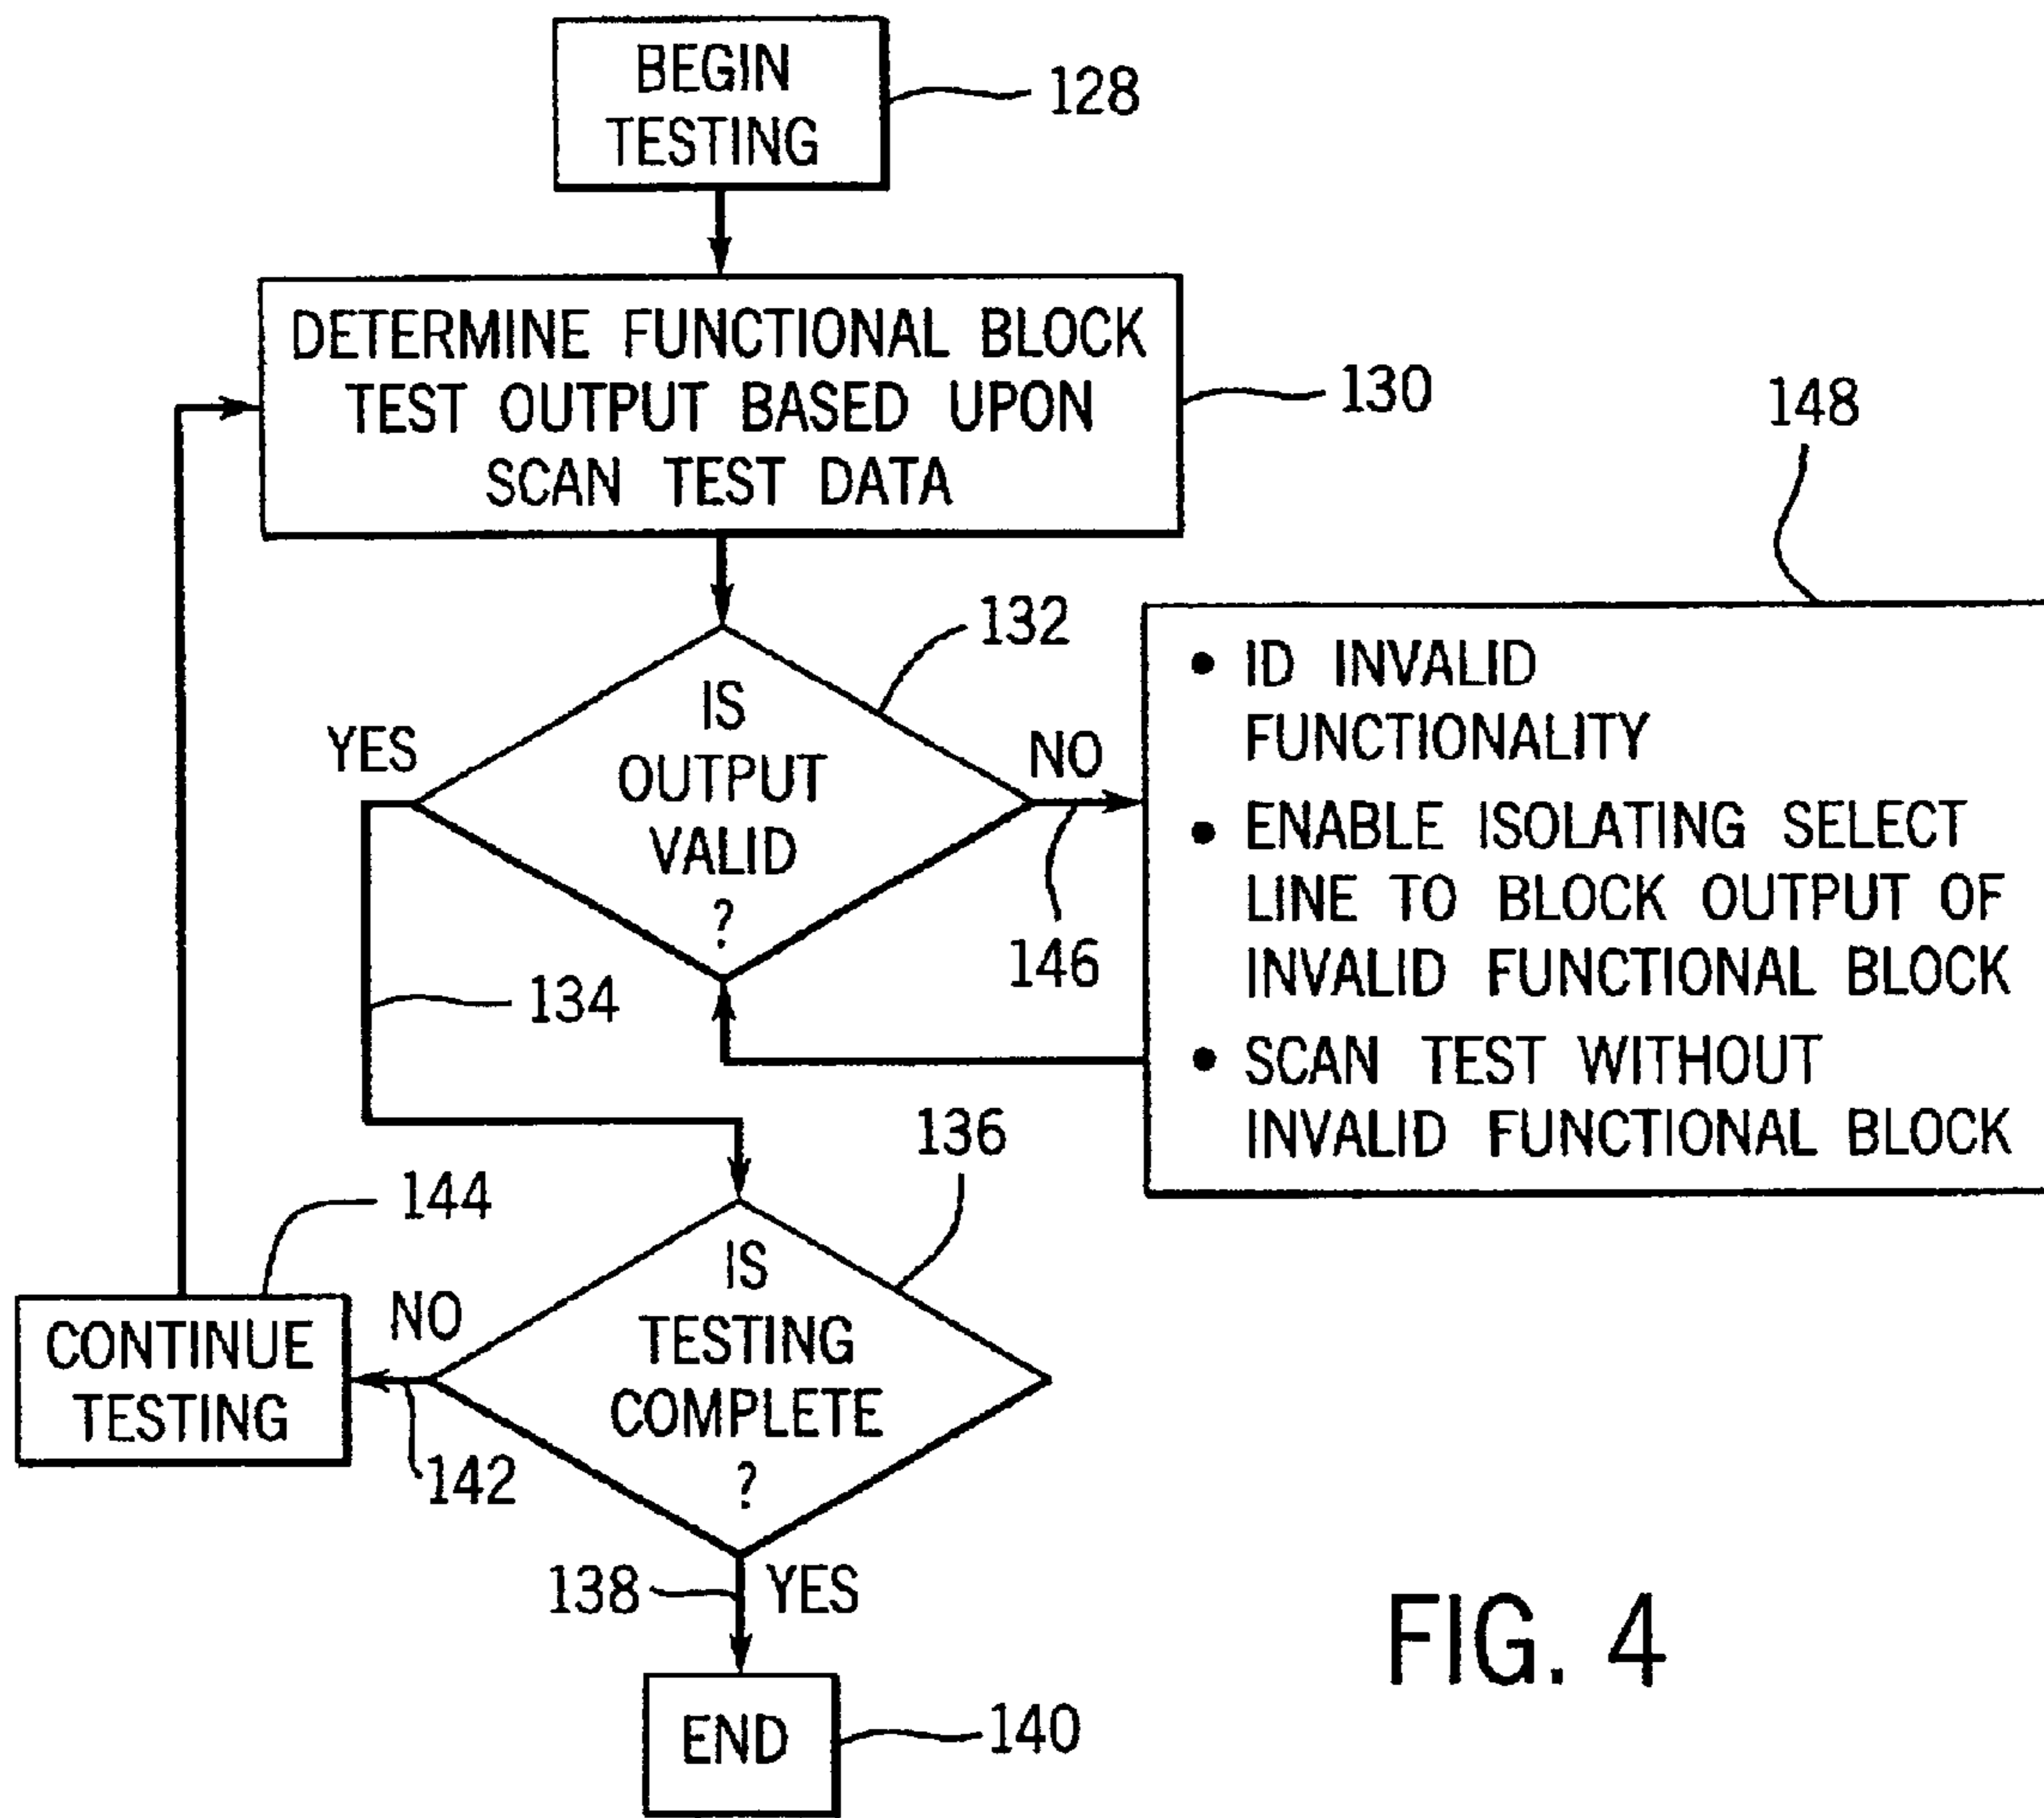 BEGIN
TESTING
128
DETERMINE FUNCTIONAL BLOCK
TEST OUTPUT BASED UPON
SCAN TEST DATA
130
148
132
IS
OUTPUT
VALID
?
YES
NO
146
134
• ID INVALID
FUNCTIONALITY
• ENABLE ISOLATING SELECT
LINE TO BLOCK OUTPUT OF
INVALID FUNCTIONAL BLOCK
• SCAN TEST WITHOUT
INVALID FUNCTIONAL BLOCK
136
144
IS
TESTING
COMPLETE
?
NO
CONTINUE
TESTING
142
138
YES
END
140
FIG. 4